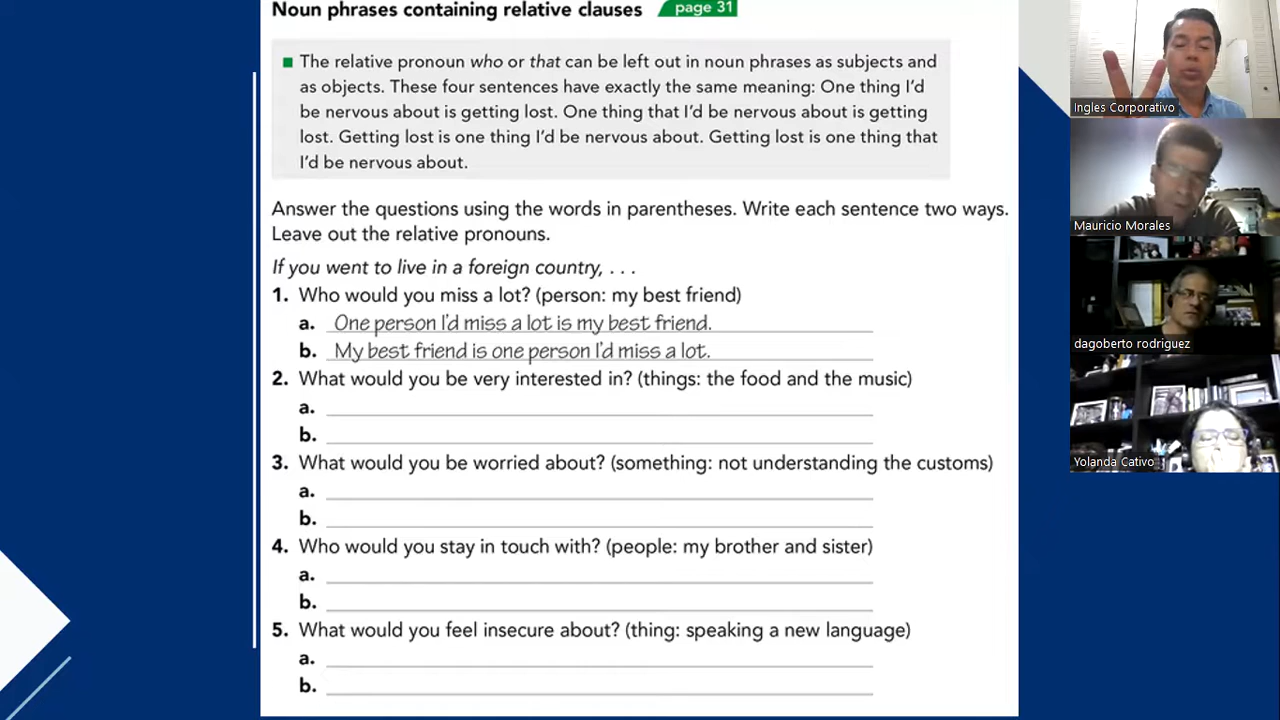 Noun phrases containing relative clauses page 31
■ The relative pronoun who or that can be left out in noun phrases as subjects and
as objects. These four sentences have exactly the same meaning: One thing I'd
be nervous about is getting lost. One thing that I'd be nervous about is getting
lost. Getting lost is one thing I'd be nervous about. Getting lost is one thing that
I'd be nervous about.
Answer the questions using the words in parentheses. Write each sentence two ways.
Leave out the relative pronouns.
If you went to live in a foreign country, . . .
1. Who would you miss a lot? (person: my best friend)
a. One person I'd miss a lot is my best friend.
b. My best friend is one person I'd miss a lot.
2. What would you be very interested in? (things: the food and the music)
a.
b.
3. What would you be worried about? (something: not understanding the customs)
a.
b.
4. Who would you stay in touch with? (people: my brother and sister)
a.
b.
5. What would you feel insecure about? (thing: speaking a new language)
a.
b.
Ingles Corporativo
Mauricio Morales
dagoberto rodriguez
Yolanda Cativo